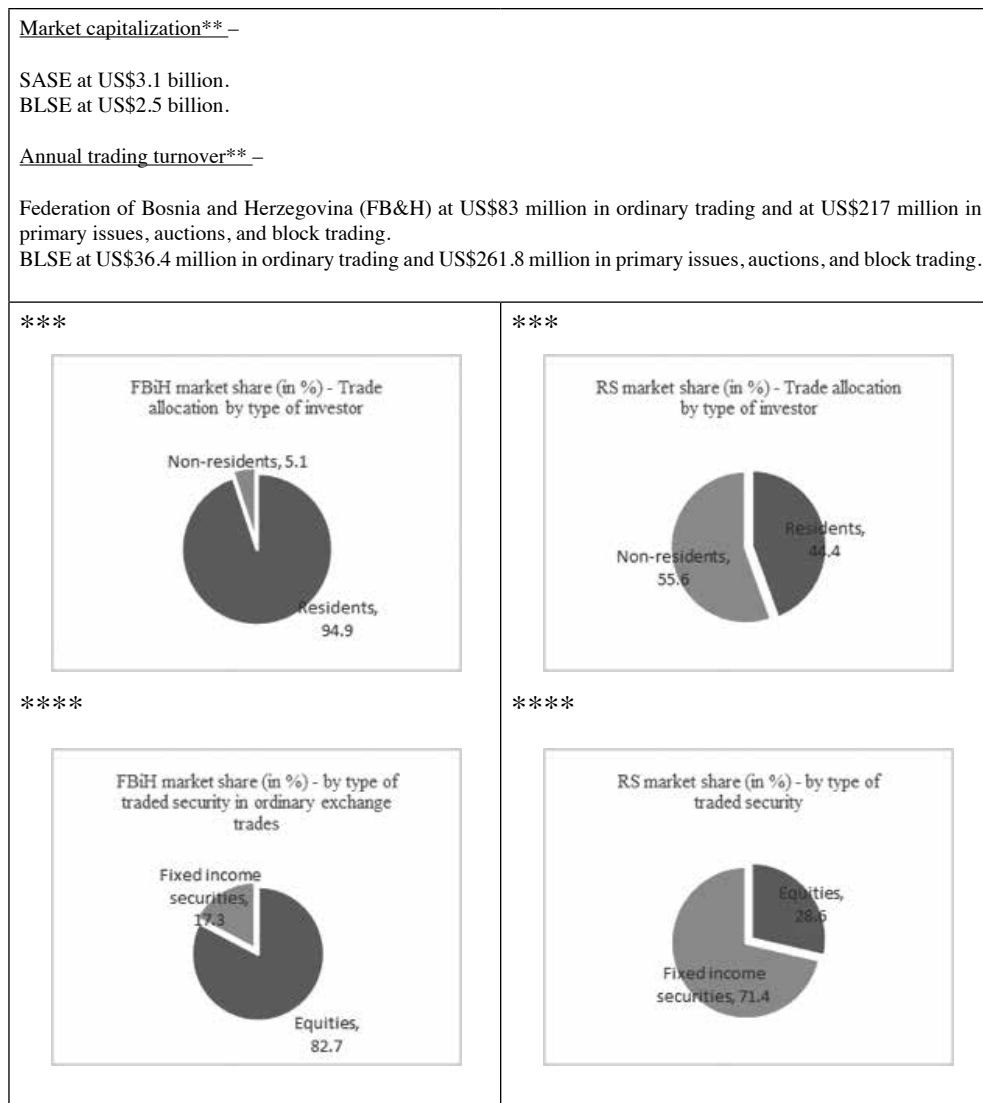 Market capitalization** –
SASE at US$3.1 billion.
BLSE at US$2.5 billion.
Annual trading turnover** –
Federation of Bosnia and Herzegovina (FB&H) at US$83 million in ordinary trading and at US$217 million in
primary issues, auctions, and block trading.
BLSE at US$36.4 million in ordinary trading and US$261.8 million in primary issues, auctions, and block trading.
***
FBiH market share (in %) - Trade
allocation by type of investor
Non-residents, 5.1
Residents,
94.9
***
RS market share (in %) - Trade allocation
by type of investor
Residents,
44.4
Non-residents,
55.6
****
FBiH market share (in %) - by type of
traded security in ordinary exchange
trades
Fixed income
securities,
17.3
Equities,
82.7
****
RS market share (in %) - by type of
traded security
Equities,
28.6
Fixed income
securities, 71.4